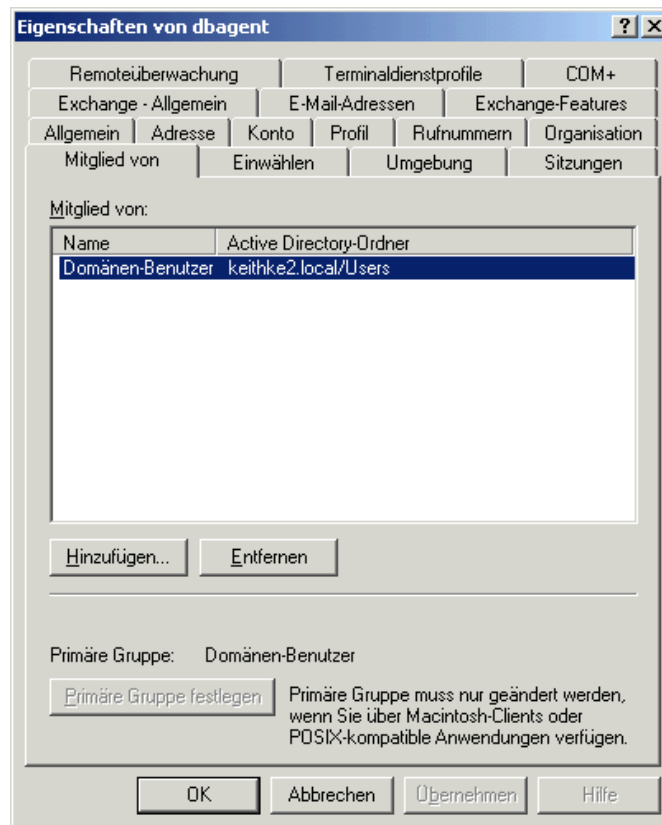 Eigenschaften von dbagent
Remoteüberwachung Terminaldienstprofile COM+
Exchange - Allgemein E-Mail-Adressen Exchange-Features
Allgemein Adresse Konto Profil Rufnummern Organisation
Mitglied von Einwählen Umgebung Sitzungen
Mitglied von:
Name Active Directory-Ordner
Domänen-Benutzer keithke2.local/Users
Hinzufügen... Entfernen
Primäre Gruppe: Domänen-Benutzer
Primäre Gruppe festlegen
Primäre Gruppe muss nur geändert werden,
wenn Sie über Macintosh-Clients oder
POSIX-kompatible Anwendungen verfügen.
OK Abbrechen Übernehmen Hilfe